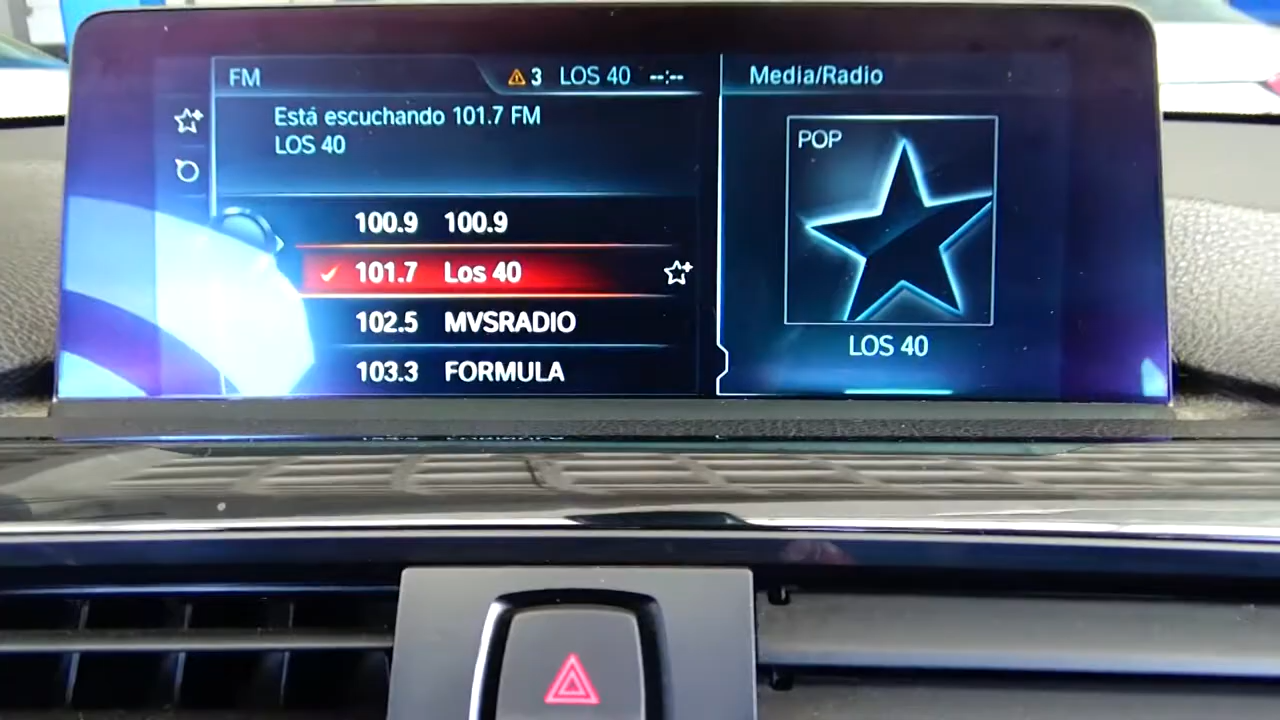 FM
3 LOS 40 --:--
Media/Radio
Está escuchando 101.7 FM
LOS 40
100.9 100.9
101.7 Los 40
102.5 MVSRADIO
103.3 FORMULA
POP
LOS 40